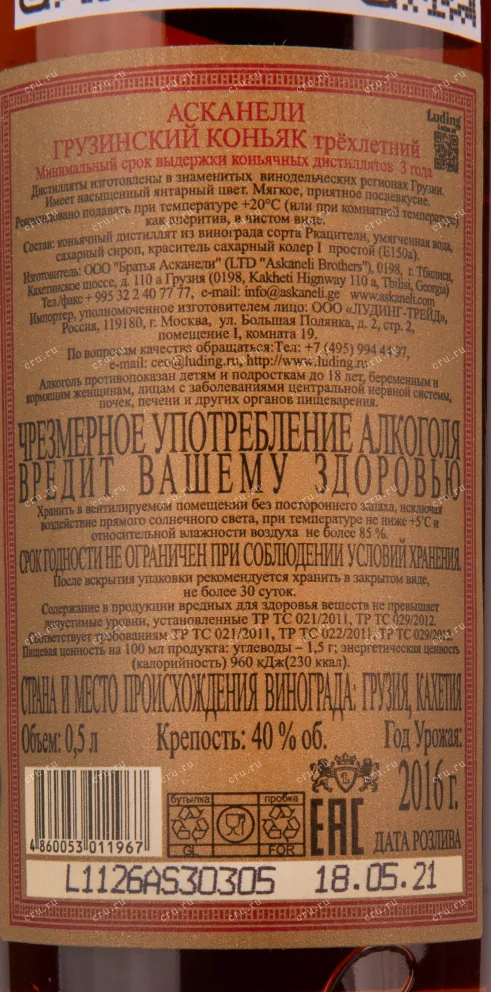 АСКАНЕЛИ
Luding
ГРУЗИНСКИЙ КОНЬЯК трёхлетний
Минимальный срок выдержки коньячных дистиллятов 3 года
Дистилляты изготовлены в знаменитых винодельческих регионах Грузии.
Имеет насыщенный янтарный цвет. Мягкое, приятное послевкусие.
Рекомендовано подавать при температуре +20°С (или при комнатной температуре)
как аперитив, в чистом виде.
Состав: коньячный дистиллят из винограда сорта Ркацители, умягченная вода,
сахарный сироп, краситель сахарный колер I простой (Е150а).
Изготовитель: ООО "Братья Асканели" (LTD "Askaneli Brothers"), 0198, г. Тбилиси,
Кахетинское шоссе, д. 110 а Грузия (0198, Kakheti Highway 110 a, Tbilisi, Georgia)
Тел./факс + 995 32 2 40 77 77, e-mail: info@askaneli.ge www.askaneli.com
Импортер, уполномоченное изготовителем лицо: ООО «ЛУДИНГ-ТРЕЙД»,
Россия, 119180, г. Москва, ул. Большая Полянка, д. 2, стр. 2,
помещение I, комната 19.
По вопросам качества обращаться: Тел: +7 (495) 994 44 37,
e-mail: ceo@luding.ru, http://www.luding.ru
Алкоголь противопоказан детям и подросткам до 18 лет, беременным и
кормящим женщинам, лицам с заболеваниями центральной нервной системы,
почек, печени и других органов пищеварения.
ЧРЕЗМЕРНОЕ УПОТРЕБЛЕНИЕ АЛКОГОЛЯ
ВРЕДИТ ВАШЕМУ ЗДОРОВЬЮ
Хранить в вентилируемом помещении без постороннего запаха, исключая
воздействие прямого солнечного света, при температуре не ниже +5°С и
относительной влажности воздуха не более 85 %.
СРОК ГОДНОСТИ НЕ ОГРАНИЧЕН ПРИ СОБЛЮДЕНИИ УСЛОВИЙ ХРАНЕНИЯ.
После вскрытия упаковки рекомендуется хранить в закрытом виде,
не более 30 суток.
Содержание в продукции вредных для здоровья веществ не превышает
допустимые уровни, установленные ТР ТС 021/2011, ТР ТС 029/2012.
Соответствует требованиям ТР ТС 021/2011, ТР ТС 022/2011, ТР ТС 029/2012
Пищевая ценность на 100 мл продукта: углеводы – 1,5 г; энергетическая ценность
(калорийность) 960 кДж(230 ккал).
СТРАНА И МЕСТО ПРОИСХОЖДЕНИЯ ВИНОГРАДА: ГРУЗИЯ, КАХЕТИЯ
Объем: 0,5 л Крепость: 40 % об. Год Урожая:
2016 г.
бутылка пробка
GL FOR
EAC
ДАТА РОЗЛИВА
4 860053 011967
L1126AS30305 18.05.21